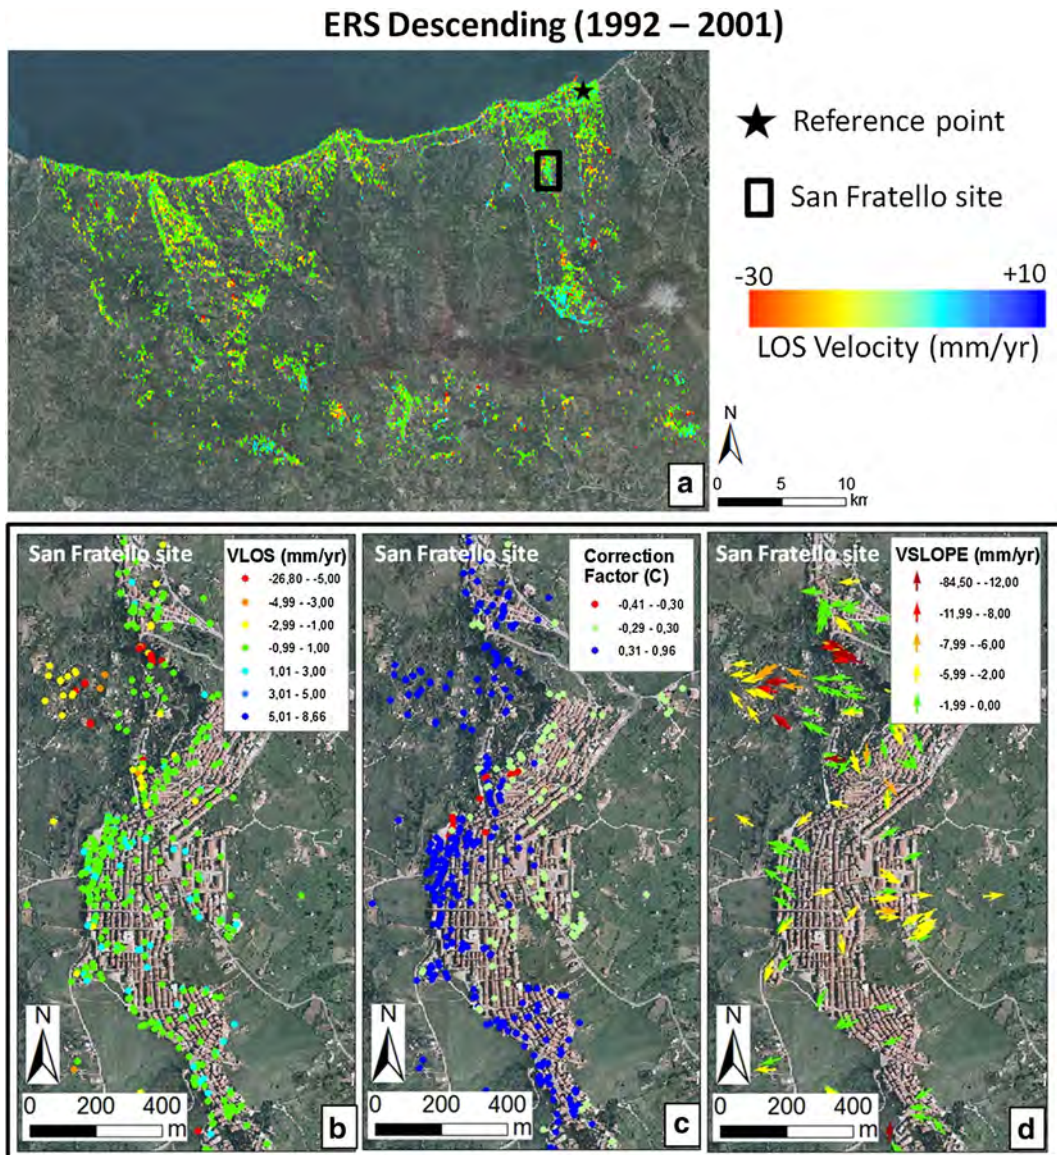 ERS Descending (1992 – 2001)
Reference point
San Fratello site
-30 +10
LOS Velocity (mm/yr)
N
0 5 10
km
a
San Fratello site
VLOS (mm/yr)
-26,80 - -5,00
-4,99 - -3,00
-2,99 - -1,00
-0,99 - 1,00
1,01 - 3,00
3,01 - 5,00
5,01 - 8,66
N
0 200 400
m
b
San Fratello site
Correction
Factor (C)
-0,41 - -0,30
-0,29 - 0,30
0,31 - 0,96
N
0 200 400
m
c
San Fratello site
VSLOPE (mm/yr)
-84,50 - -12,00
-11,99 - -8,00
-7,99 - -6,00
-5,99 - -2,00
-1,99 - 0,00
N
0 200 400
m
d